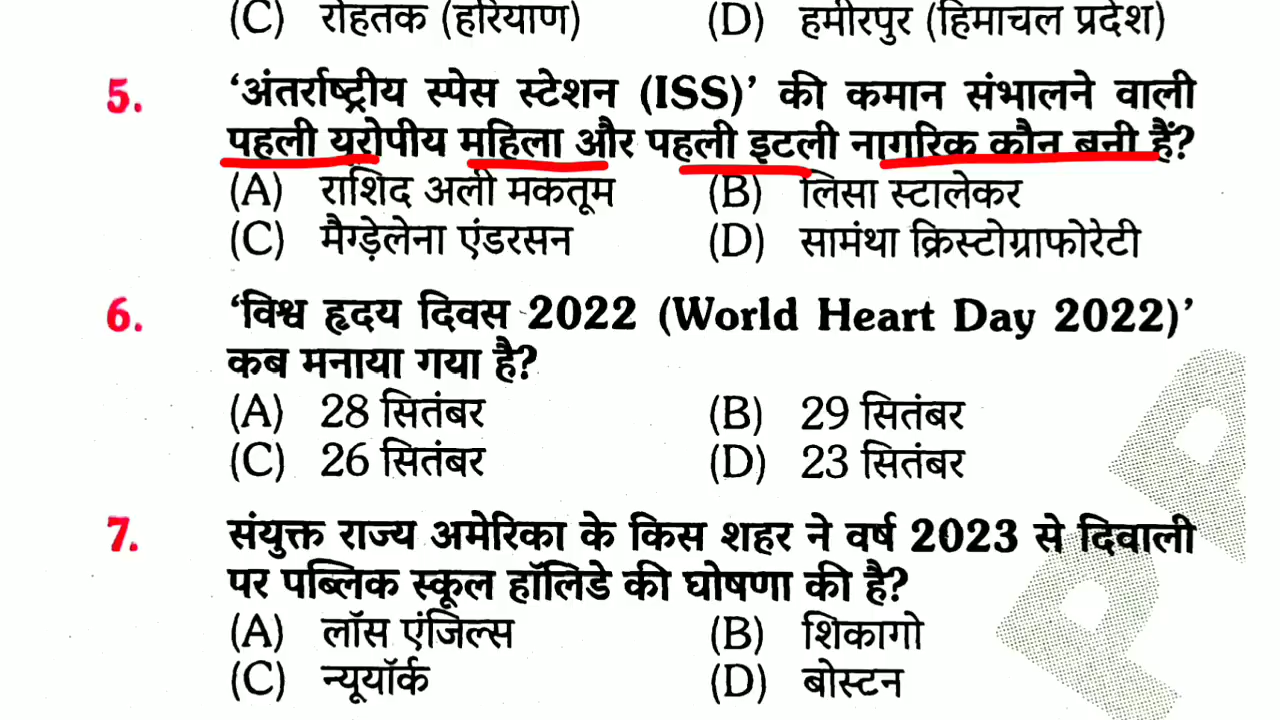 (C) रोहतक (हरियाण) (D) हमीरपुर (हिमाचल प्रदेश)
5. ‘अंतर्राष्ट्रीय स्पेस स्टेशन (ISS)’ की कमान संभालने वाली
पहली यूरोपीय महिला और पहली इटली नागरिक कौन बनी हैं?
(A) राशिद अली मकतूम (B) लिसा स्टालेकर
(C) मैग्ड़ेलेना एंडरसन (D) सामंथा क्रिस्टोग्राफोरेटी
6. ‘विश्व हृदय दिवस 2022 (World Heart Day 2022)’
कब मनाया गया है?
(A) 28 सितंबर (B) 29 सितंबर
(C) 26 सितंबर (D) 23 सितंबर
7. संयुक्त राज्य अमेरिका के किस शहर ने वर्ष 2023 से दिवाली
पर पब्लिक स्कूल हॉलिडे की घोषणा की है?
(A) लॉस एंजिल्स (B) शिकागो
(C) न्यूयॉर्क (D) बोस्टन